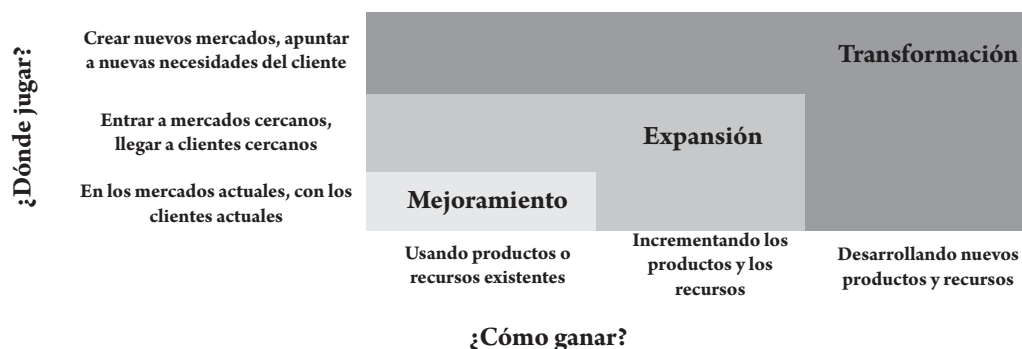 ¿Dónde jugar?
Crear nuevos mercados, apuntar
a nuevas necesidades del cliente
Transformación
Entrar a mercados cercanos,
llegar a clientes cercanos
Expansión
En los mercados actuales, con los
clientes actuales
Mejoramiento
Usando productos o
recursos existentes
Incrementando los
productos y los
recursos
Desarrollando nuevos
productos y recursos
¿Cómo ganar?